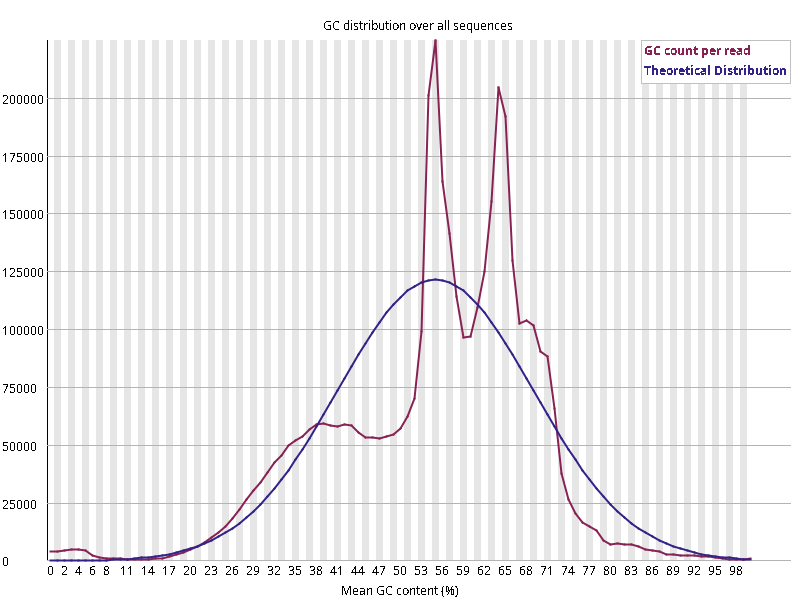 GC distribution over all sequences
GC count per read
Theoretical Distribution
200000
175000
150000
125000
100000
75000
50000
25000
0
0 2 4 6 8 11 14 17 20 23 26 29 32 35 38 41 44 47 50 53 56 59 62 65 68 71 74 77 80 83 86 89 92 95 98
Mean GC content (%)